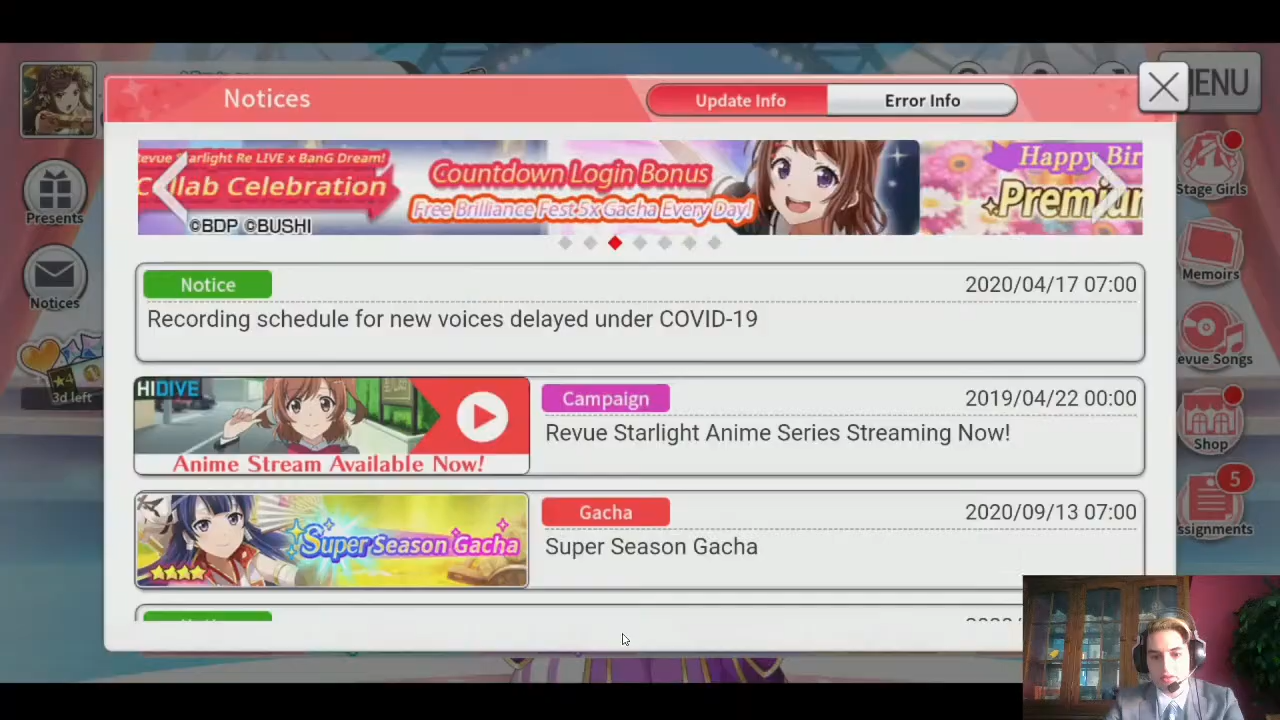 MENU
Notices
Update Info
Error Info
Revue Starlight Re LIVE x BanG Dream!
Collab Celebration
©BDP ©BUSHI
Countdown Login Bonus
Free Brilliance Fest 5x Gacha Every Day!
Happy Bir
Premium
Presents
Notices
3d left
Stage Girls
Memoirs
Revue Songs
Shop
5
Assignments
Notice
2020/04/17 07:00
Recording schedule for new voices delayed under COVID-19
HIDIVE
Anime Stream Available Now!
Campaign
2019/04/22 00:00
Revue Starlight Anime Series Streaming Now!
Super Season Gacha
Gacha
2020/09/13 07:00
Super Season Gacha